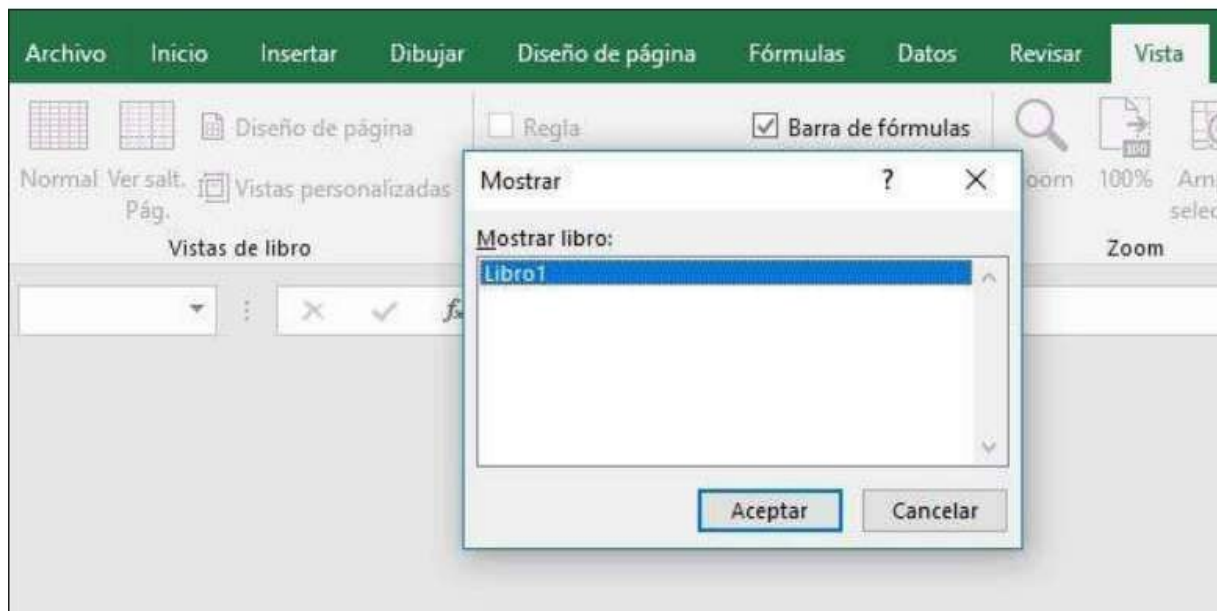 Archivo Inicio Insertar Dibujar Diseño de página Fórmulas Datos Revisar Vista
Diseño de página Regla Barra de fórmulas
Normal Ver salt. Pág. Vistas personalizadas 100%
Vistas de libro Zoom
Mostrar ? X
Mostrar libro:
Libro1
Aceptar Cancelar
fx